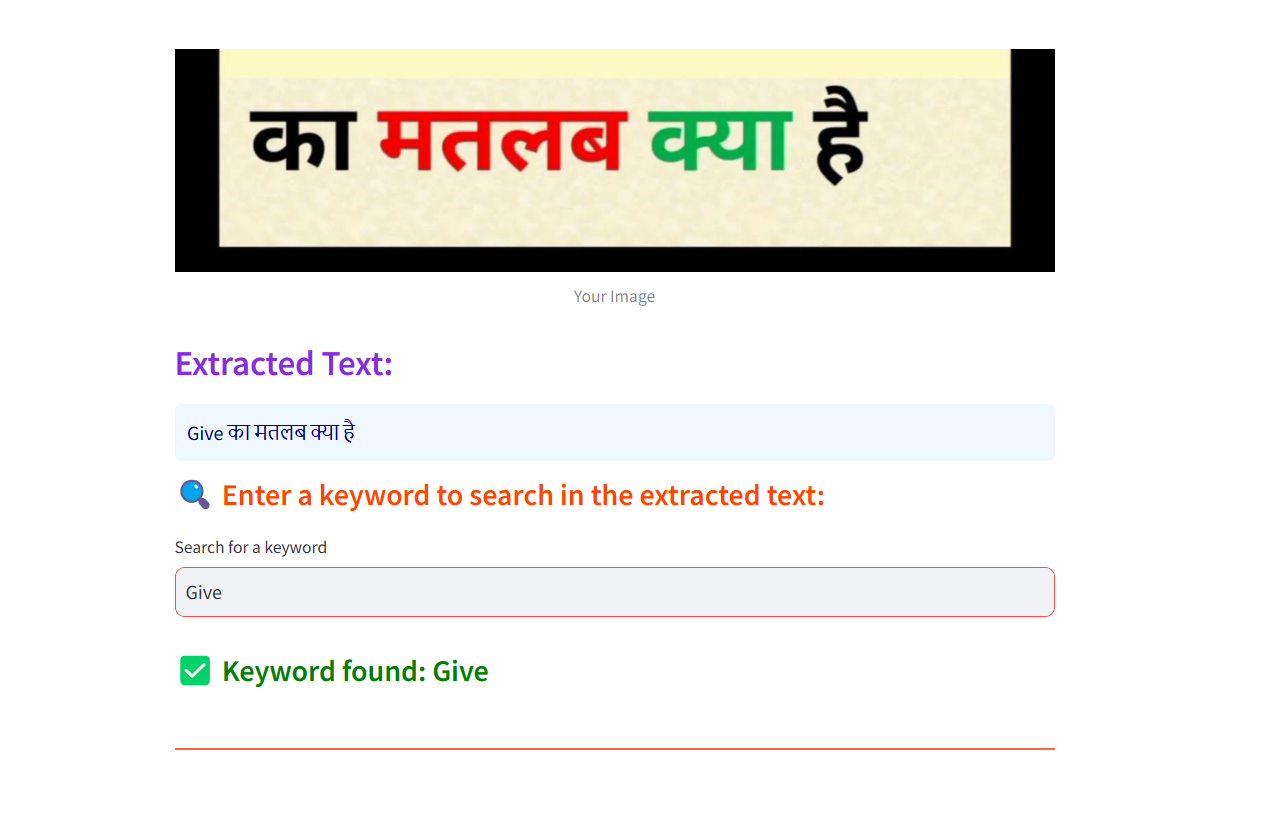 का मतलब क्या है
Your Image
Extracted Text:
Give का मतलब क्या है
Enter a keyword to search in the extracted text:
Search for a keyword
Give
Keyword found: Give